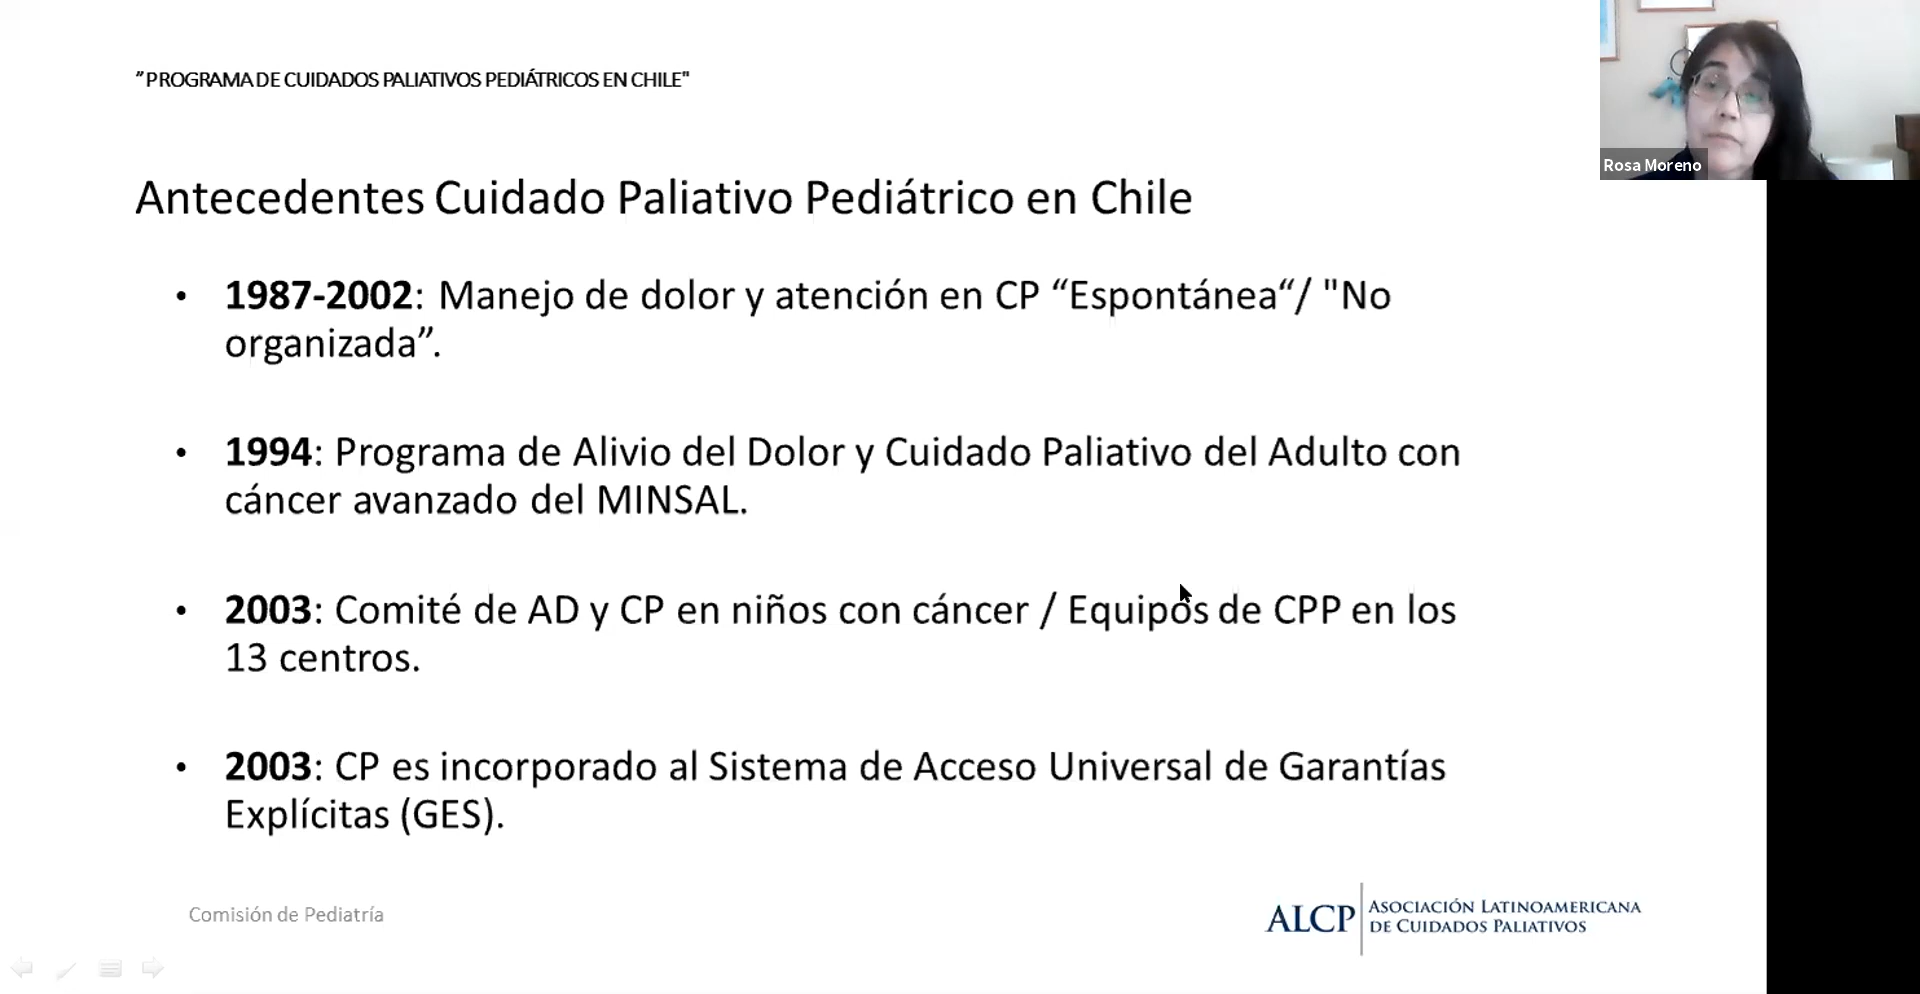 ”PROGRAMA DE CUIDADOS PALIATIVOS PEDIÁTRICOS EN CHILE"
Rosa Moreno
Antecedentes Cuidado Paliativo Pediátrico en Chile
• 1987-2002: Manejo de dolor y atención en CP “Espontánea“/ "No
organizada”.
• 1994: Programa de Alivio del Dolor y Cuidado Paliativo del Adulto con
cáncer avanzado del MINSAL.
• 2003: Comité de AD y CP en niños con cáncer / Equipos de CPP en los
13 centros.
• 2003: CP es incorporado al Sistema de Acceso Universal de Garantías
Explícitas (GES).
Comisión de Pediatría
ALCP
ASOCIACIÓN LATINOAMERICANA
DE CUIDADOS PALIATIVOS